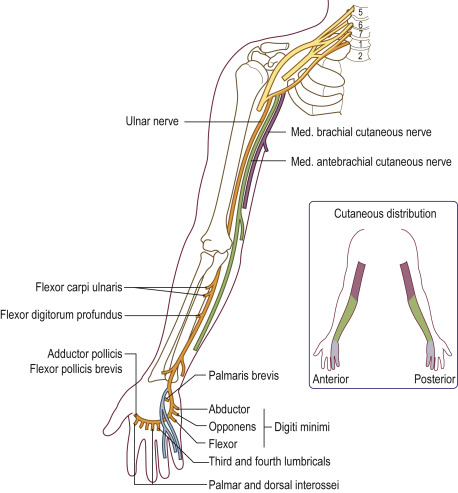 5
6
7
1
2
Ulnar nerve
Med. brachial cutaneous nerve
Med. antebrachial cutaneous nerve
Cutaneous distribution
Anterior
Posterior
Flexor carpi ulnaris
Flexor digitorum profundus
Adductor pollicis
Flexor pollicis brevis
Palmaris brevis
Abductor
Opponens
Flexor
Digiti minimi
Third and fourth lumbricals
Palmar and dorsal interossei